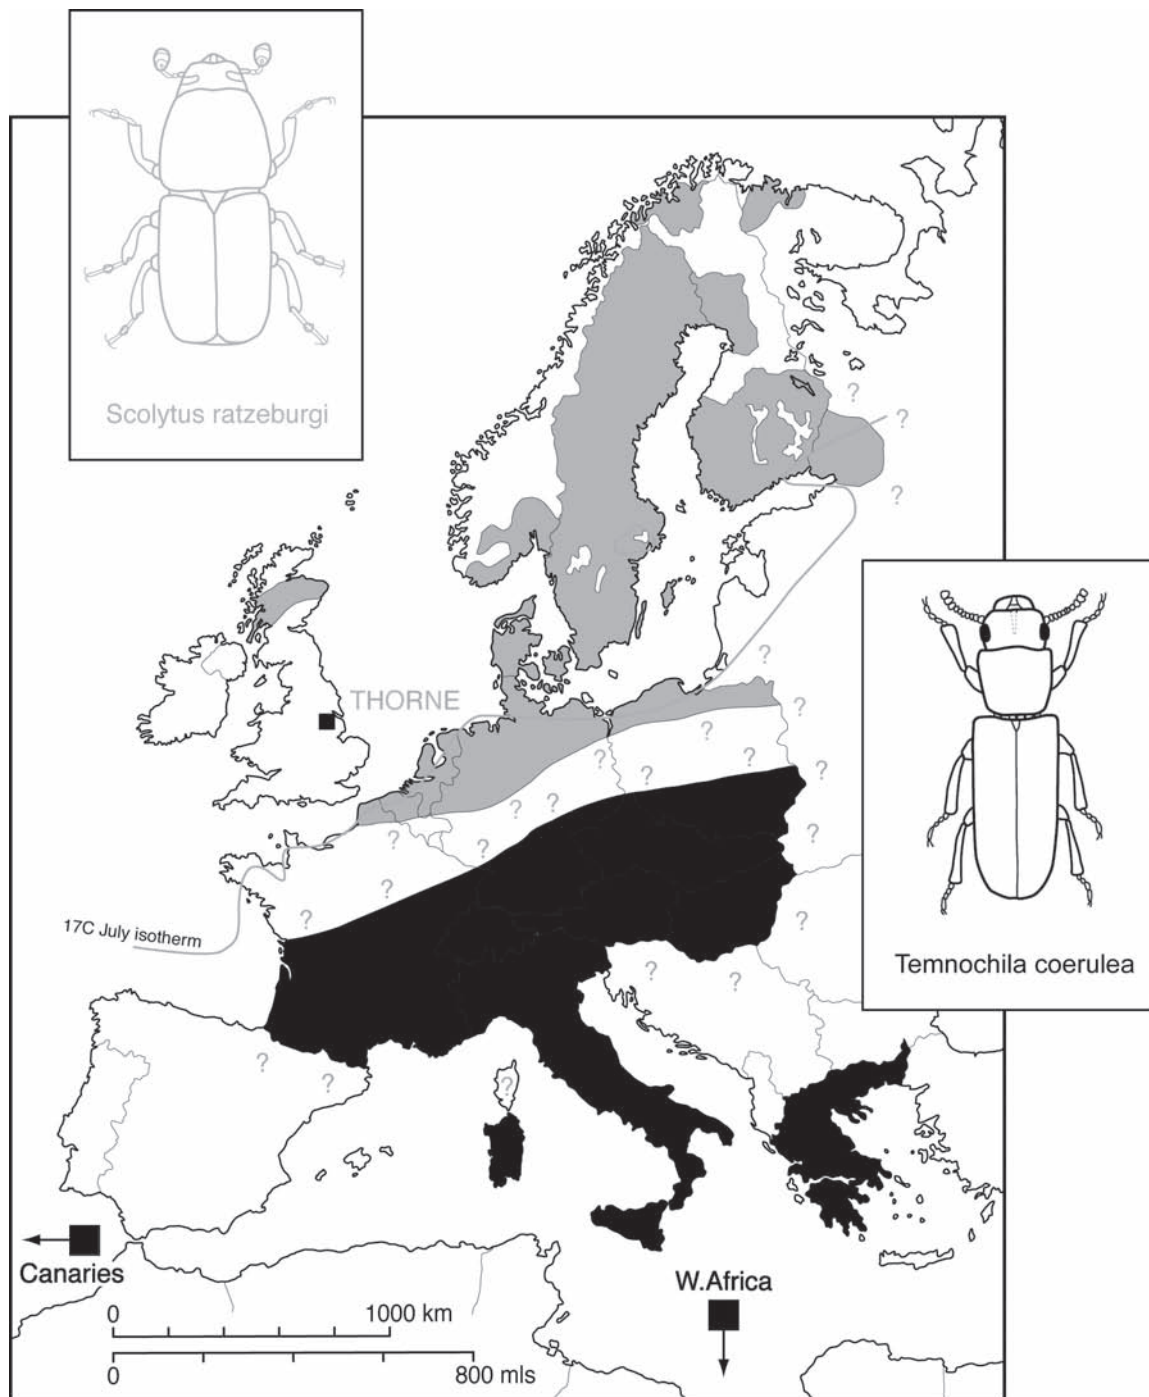 Scolytus ratzeburgi
?
?
?
THORNE
?
?
?
?
?
?
?
?
?
?
?
?
?
?
17C July isotherm
?
?
?
Temnochila coerulea
?
?
?
Canaries
W.Africa
0 1000 km
0 800 mls